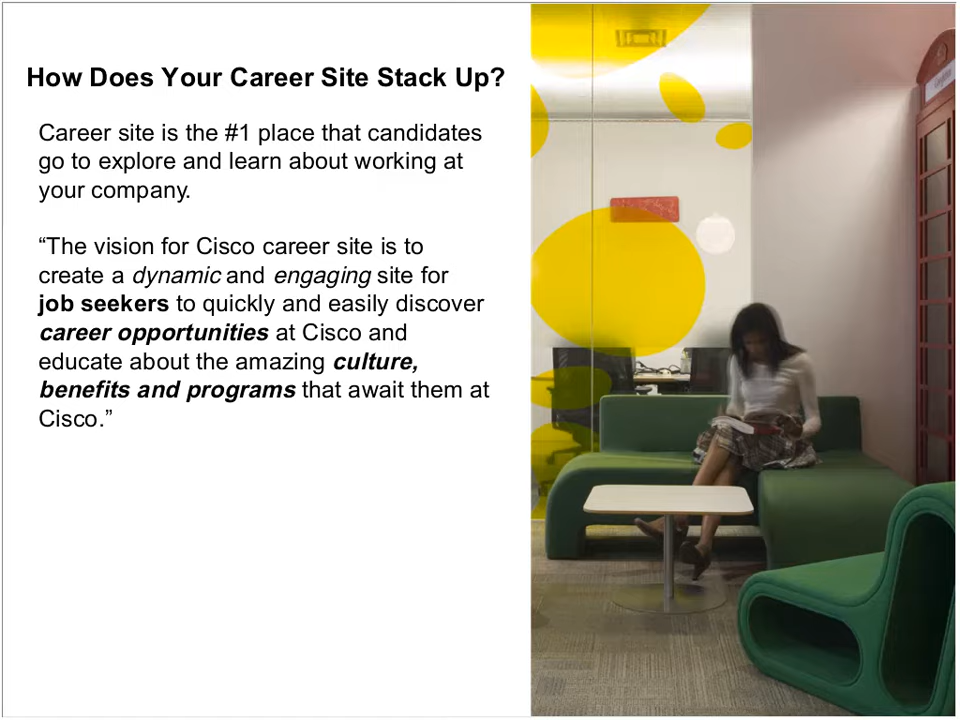 How Does Your Career Site Stack Up?
Career site is the #1 place that candidates
go to explore and learn about working at
your company.
“The vision for Cisco career site is to
create a dynamic and engaging site for
job seekers to quickly and easily discover
career opportunities at Cisco and
educate about the amazing culture,
benefits and programs that await them at
Cisco.”